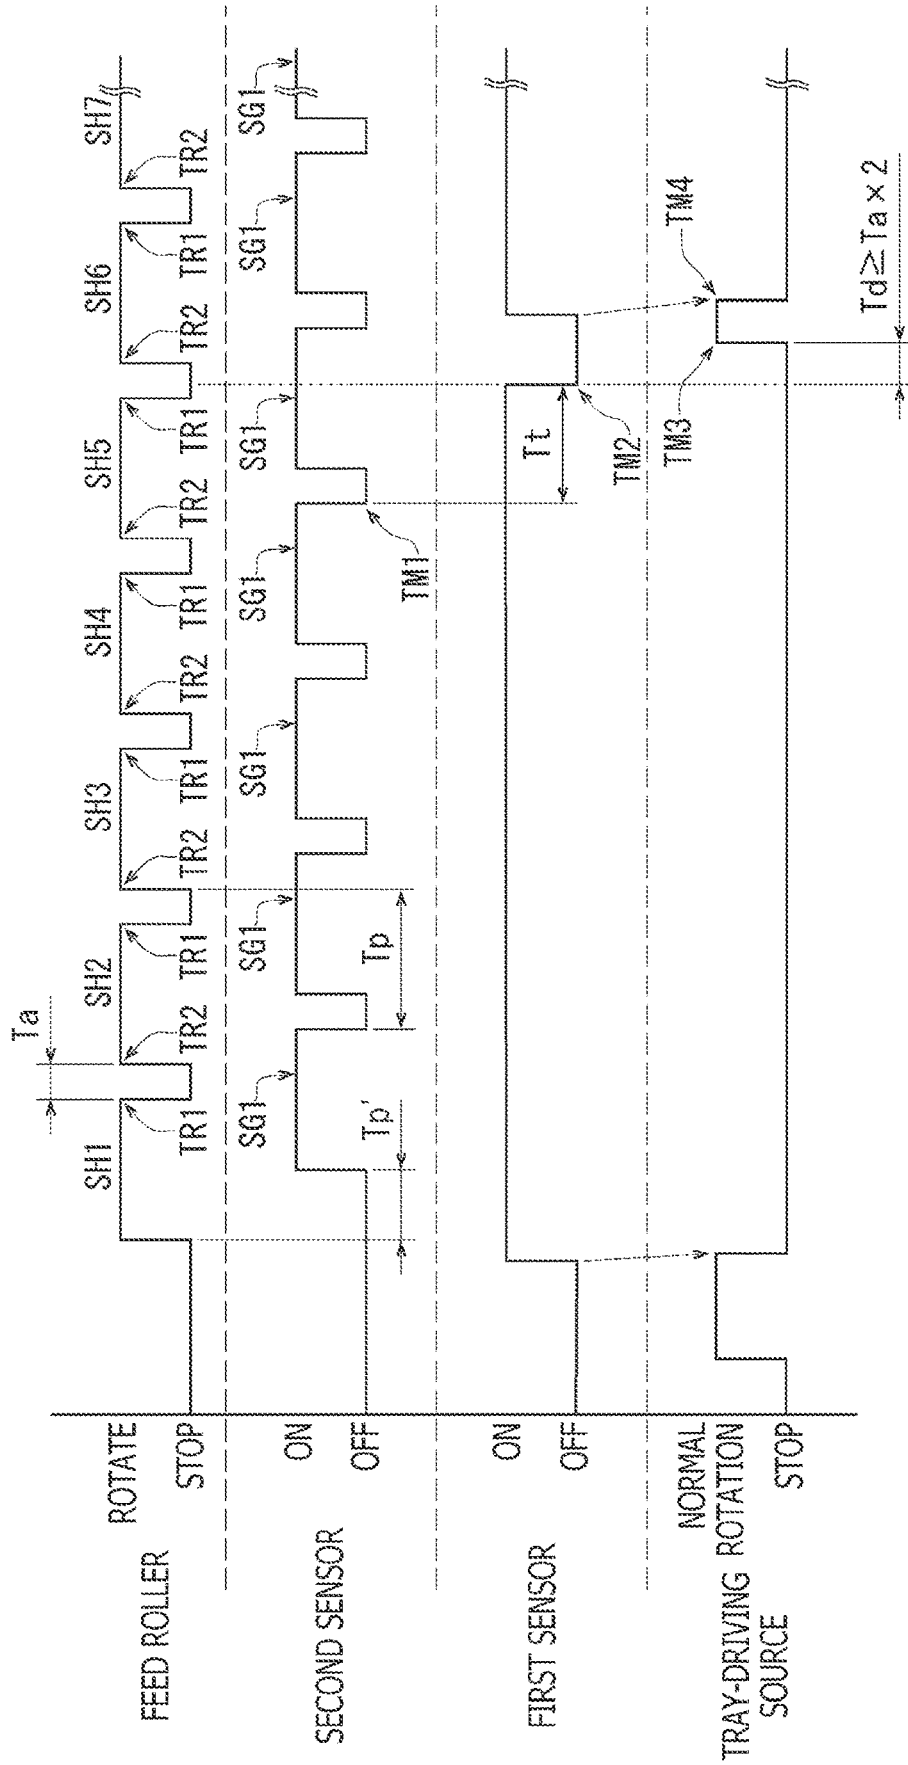 Ta
SH1 SH2 SH3 SH4 SH5 SH6 SH7
ROTATE
FEED ROLLER
STOP
TR1 TR2 TR1 TR2 TR1 TR2 TR1 TR2 TR1 TR2 TR1 TR2
SG1 SG1 SG1 SG1 SG1 SG1 SG1
ON
SECOND SENSOR
OFF
Tp' Tp
TM1
ON
FIRST SENSOR
OFF
Tt
TM2
NORMAL
ROTATION
TRAY-DRIVING
SOURCE
STOP
TM3 TM4
Td≥Ta×2